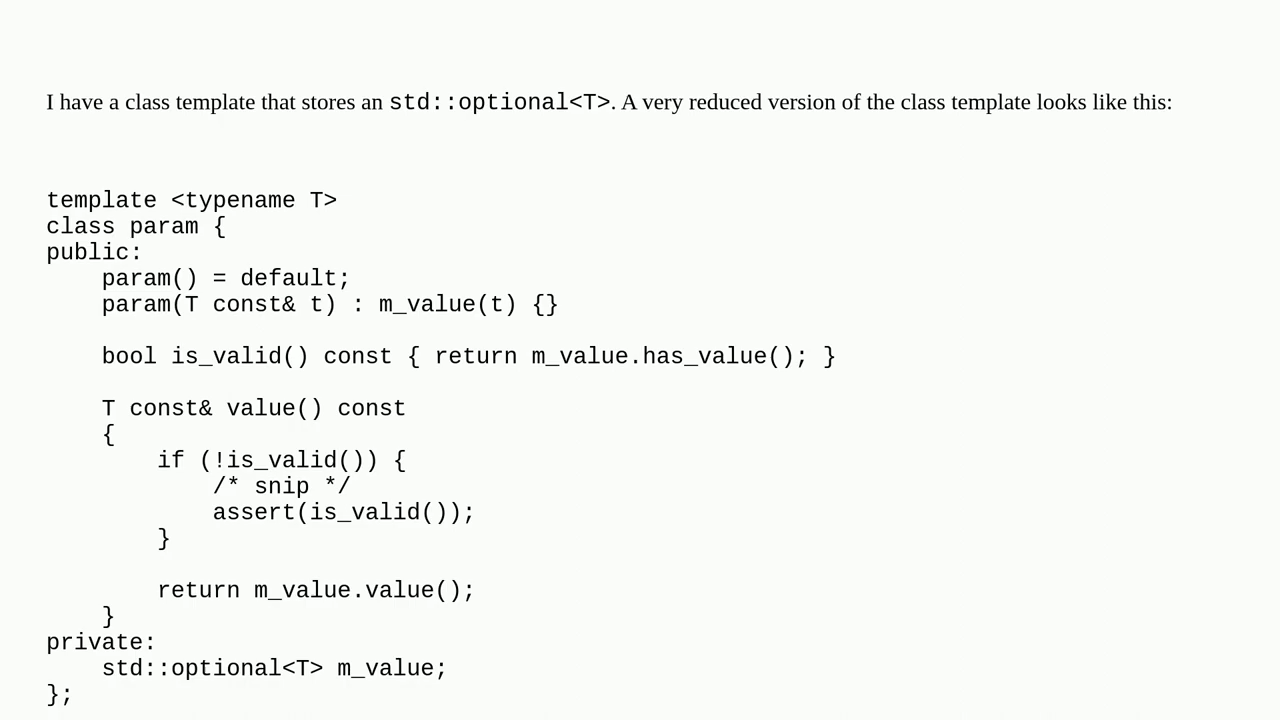 I have a class template that stores an std::optional<T>. A very reduced version of the class template looks like this:
template <typename T>
class param {
public:
    param() = default;
    param(T const& t) : m_value(t) {}
    bool is_valid() const { return m_value.has_value(); }
    T const& value() const
    {
        if (!is_valid()) {
            /* snip */
            assert(is_valid());
        }
        return m_value.value();
    }
private:
    std::optional<T> m_value;
};